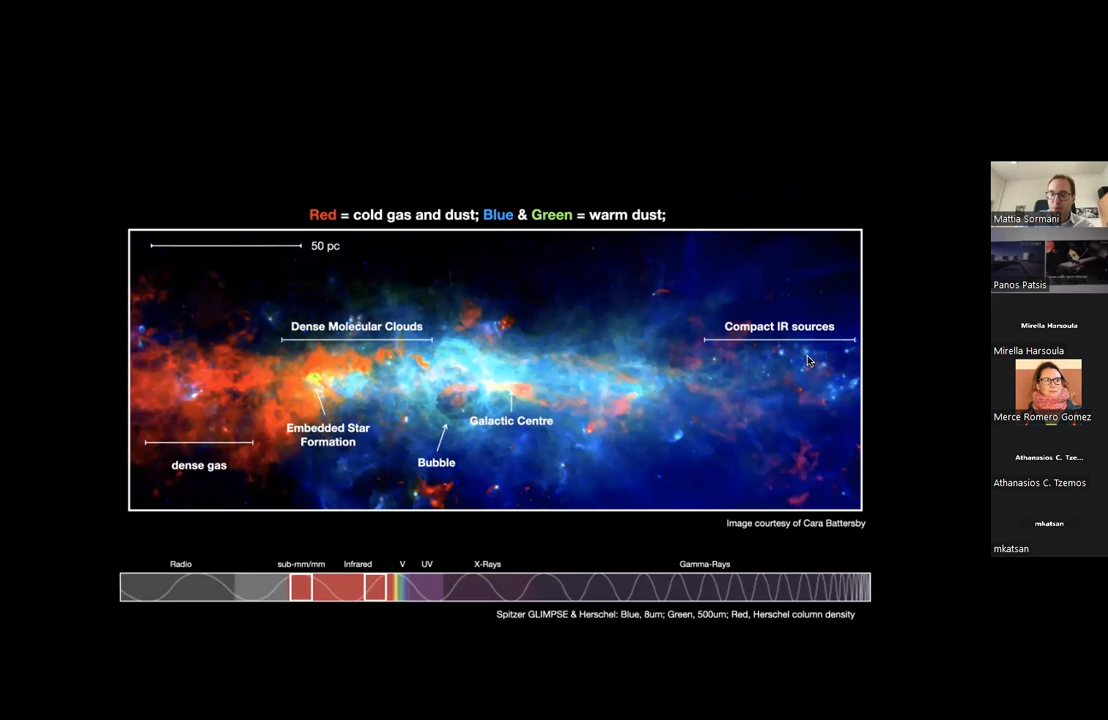 Red = cold gas and dust; Blue & Green = warm dust;
50 pc
Dense Molecular Clouds
Compact IR sources
Galactic Centre
Embedded Star
Formation
Bubble
dense gas
Image courtesy of Cara Battersby
Radio
sub-mm/mm
Infrared
V
UV
X-Rays
Gamma-Rays
Spitzer GLIMPSE & Herschel: Blue, 8um; Green, 500um; Red, Herschel column density
Mattia Sormani
Panos Patsis
Mirella Harsoula
Mirella Harsoula
Merce Romero Gomez
Athanasios C. Tze...
Athanasios C. Tzemos
mkatsan
mkatsan